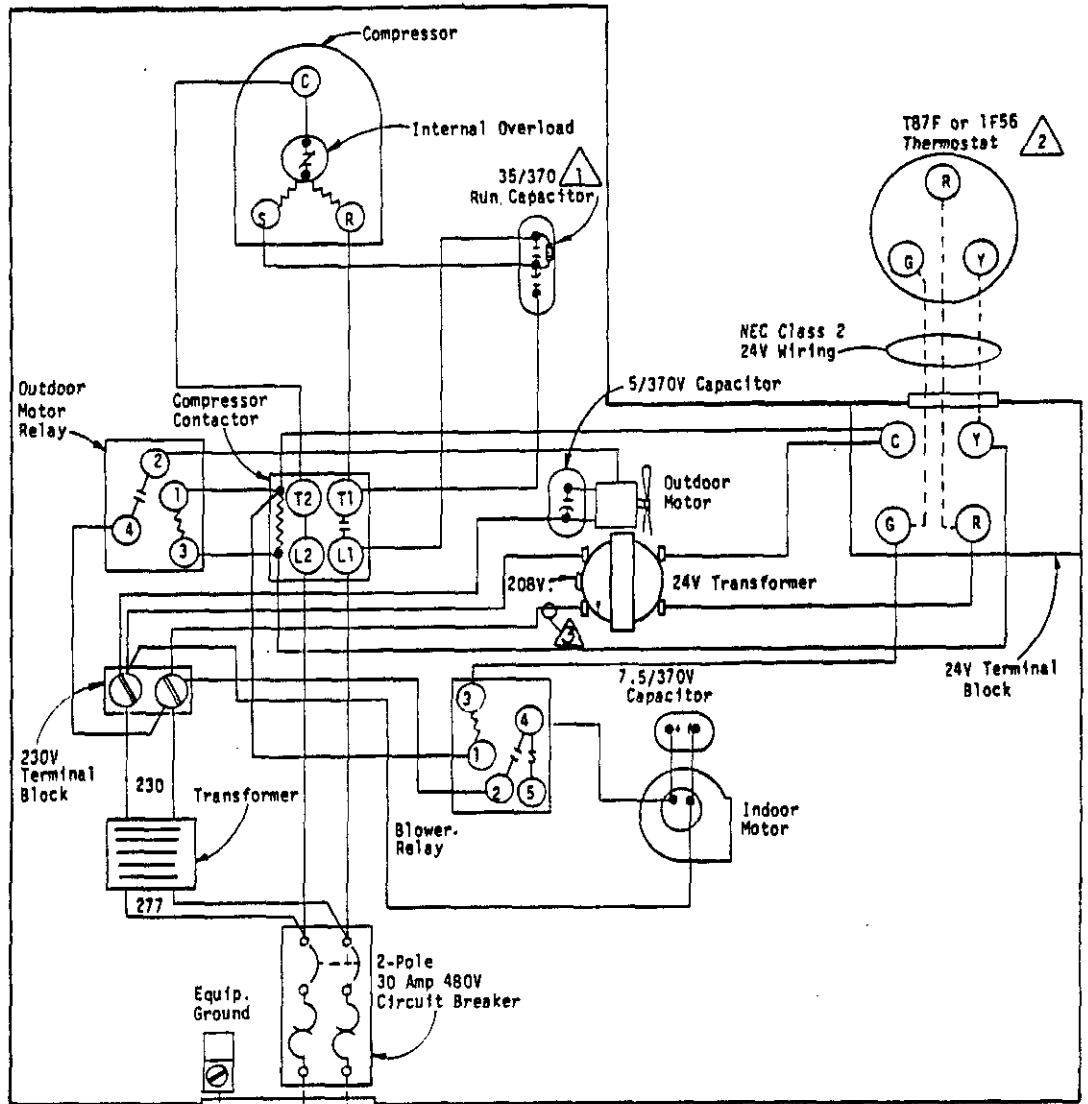 Compressor
C
Internal Overload
S
R
35/370
1
Run Capacitor
T87F or 1F56
Thermostat
2
R
G
Y
NEC Class 2
24V Wiring
5/370V Capacitor
Outdoor
Motor
Relay
Compressor
Contactor
2
1
4
3
T2
T1
L2
L1
Outdoor
Motor
C
Y
G
R
208V.
24V Transformer
3
24V Terminal
Block
7.5/370V
Capacitor
230V
Terminal
Block
230
Transformer
277
3
4
1
2
5
Blower
Relay
Indoor
Motor
2-Pole
30 Amp 480V
Circuit Breaker
Equip.
Ground